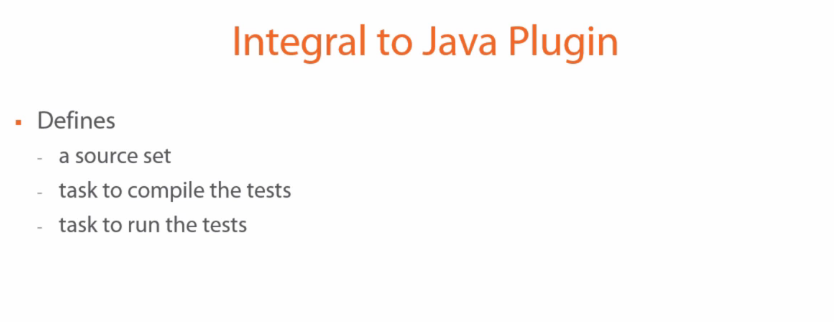 Integral to Java Plugin
▪ Defines
- a source set
- task to compile the tests
- task to run the tests